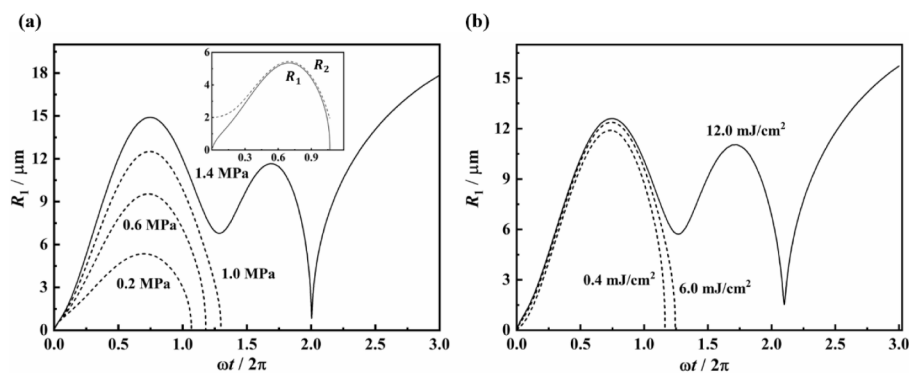 (a)
R₁ / μm
18
15
12
9
6
3
0
0.0
0.5
1.0
1.5
2.0
2.5
3.0
ωt / 2π
6
4
2
0
0.3
0.6
0.9
R₁
R₂
1.4 MPa
0.6 MPa
1.0 MPa
0.2 MPa
(b)
R₁ / μm
15
12
9
6
3
0
0.0
0.5
1.0
1.5
2.0
2.5
3.0
ωt / 2π
12.0 mJ/cm²
0.4 mJ/cm²
6.0 mJ/cm²